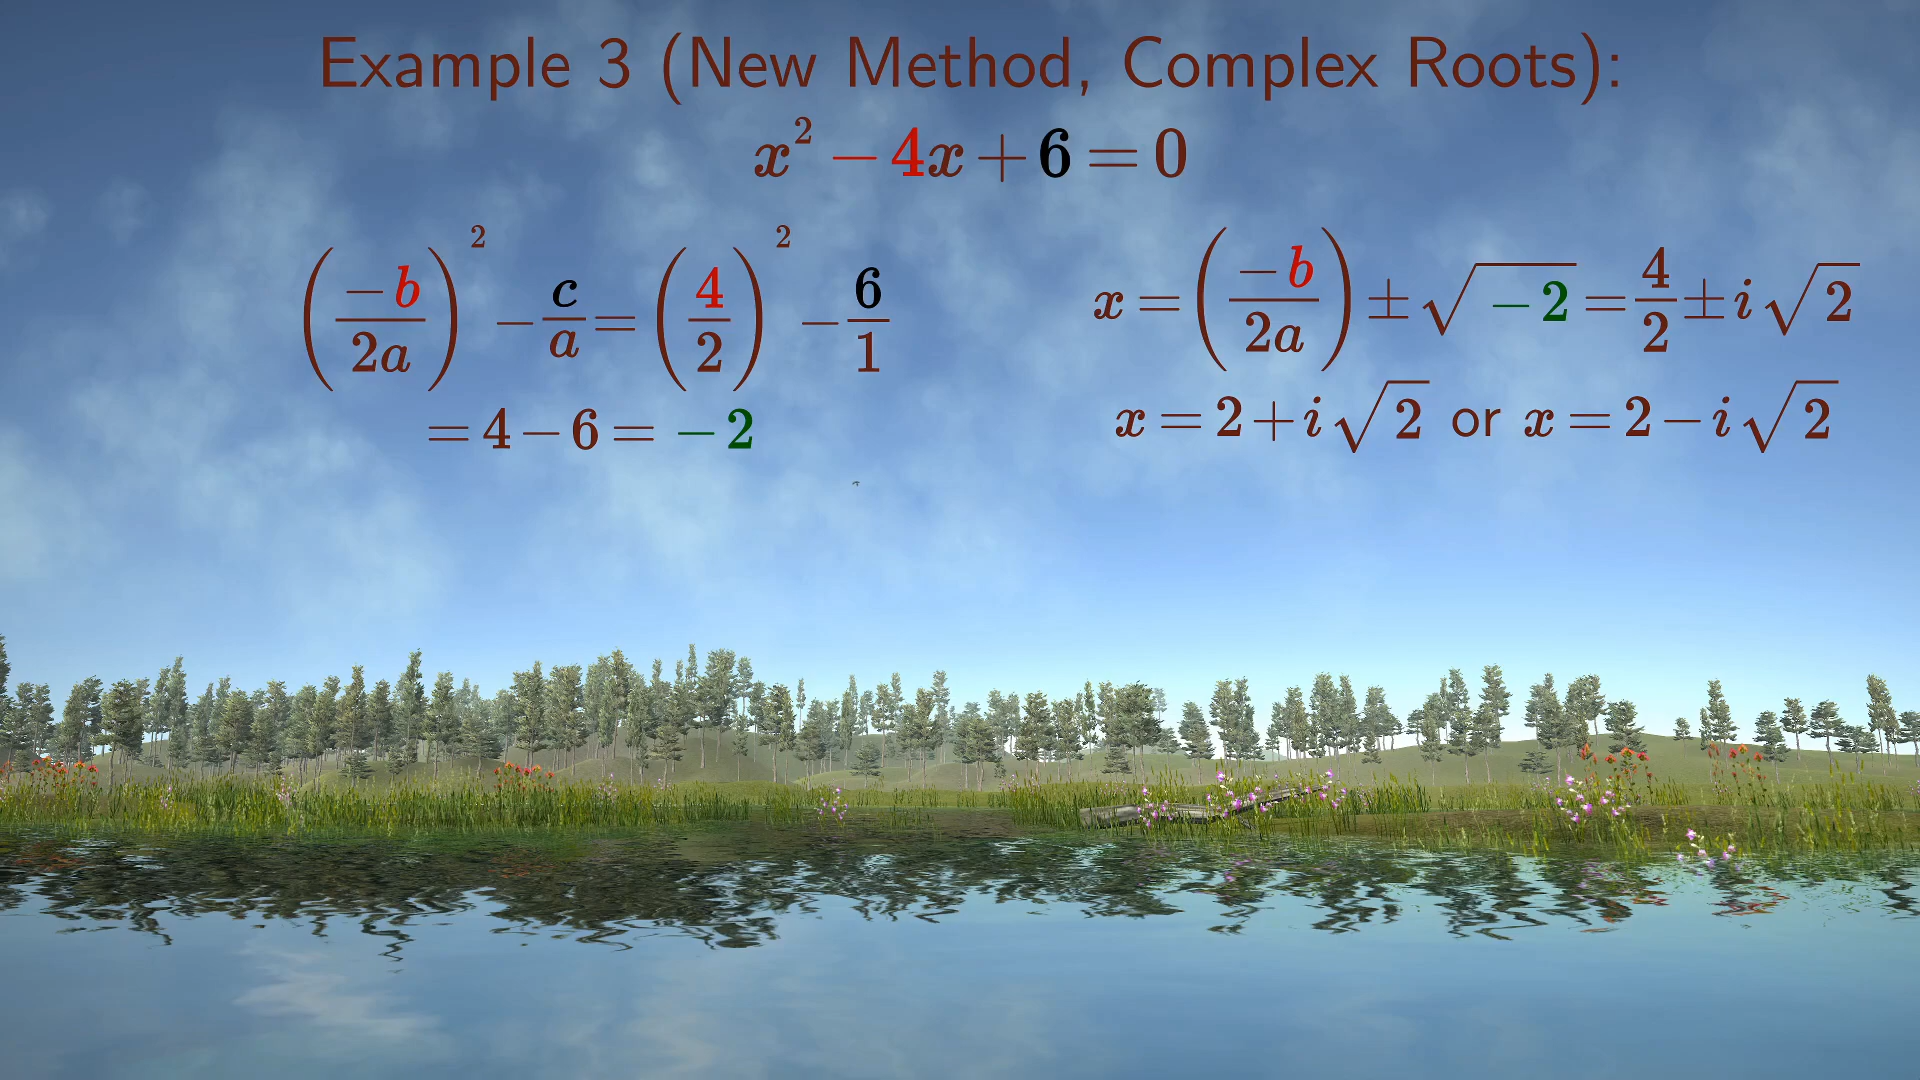 Example 3 (New Method, Complex Roots):
x² − 4x + 6 = 0
(−b/2a)² − c/a = (4/2)² − 6/1
= 4 − 6 = −2
x = (−b/2a) ± √−2 = 4/2 ± i√2
x = 2 + i√2 or x = 2 − i√2